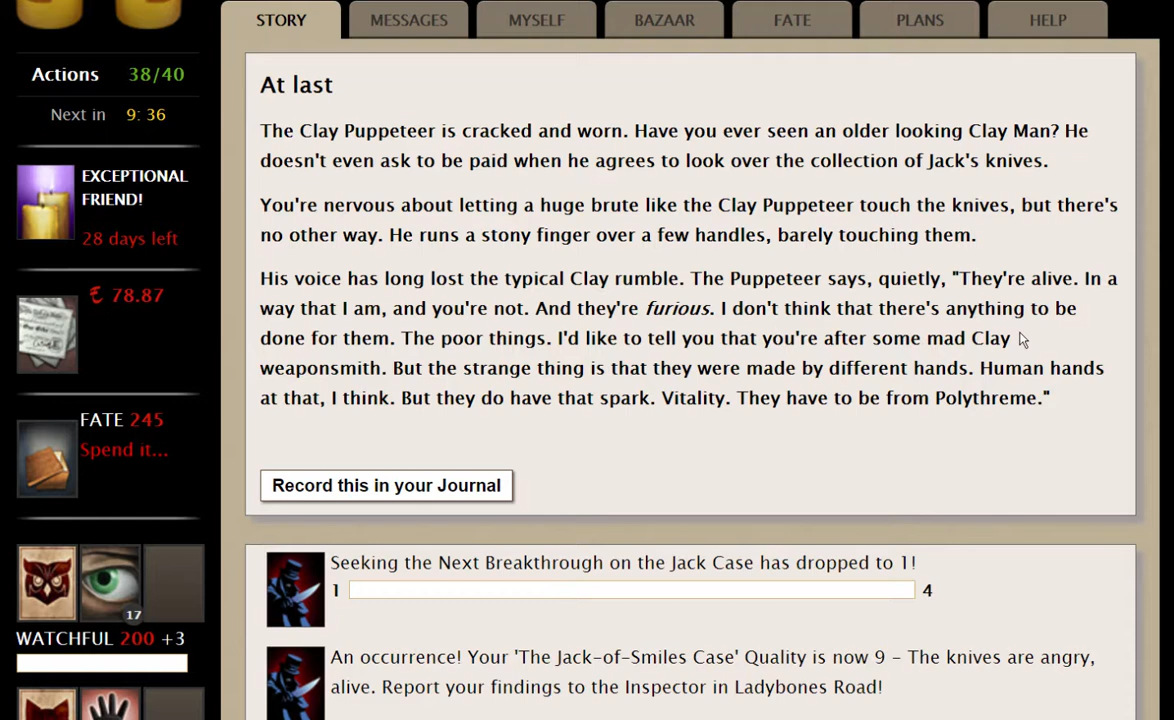 STORY MESSAGES MYSELF BAZAAR FATE PLANS HELP
Actions 38/40
Next in 9: 36
EXCEPTIONAL
FRIEND!
28 days left
78.87
FATE 245
Spend it...
17
WATCHFUL 200 +3
At last
The Clay Puppeteer is cracked and worn. Have you ever seen an older looking Clay Man? He
doesn't even ask to be paid when he agrees to look over the collection of Jack's knives.
You're nervous about letting a huge brute like the Clay Puppeteer touch the knives, but there's
no other way. He runs a stony finger over a few handles, barely touching them.
His voice has long lost the typical Clay rumble. The Puppeteer says, quietly, "They're alive. In a
way that I am, and you're not. And they're furious. I don't think that there's anything to be
done for them. The poor things. I'd like to tell you that you're after some mad Clay
weaponsmith. But the strange thing is that they were made by different hands. Human hands
at that, I think. But they do have that spark. Vitality. They have to be from Polythreme."
Record this in your Journal
Seeking the Next Breakthrough on the Jack Case has dropped to 1!
1 4
An occurrence! Your 'The Jack-of-Smiles Case' Quality is now 9 – The knives are angry,
alive. Report your findings to the Inspector in Ladybones Road!